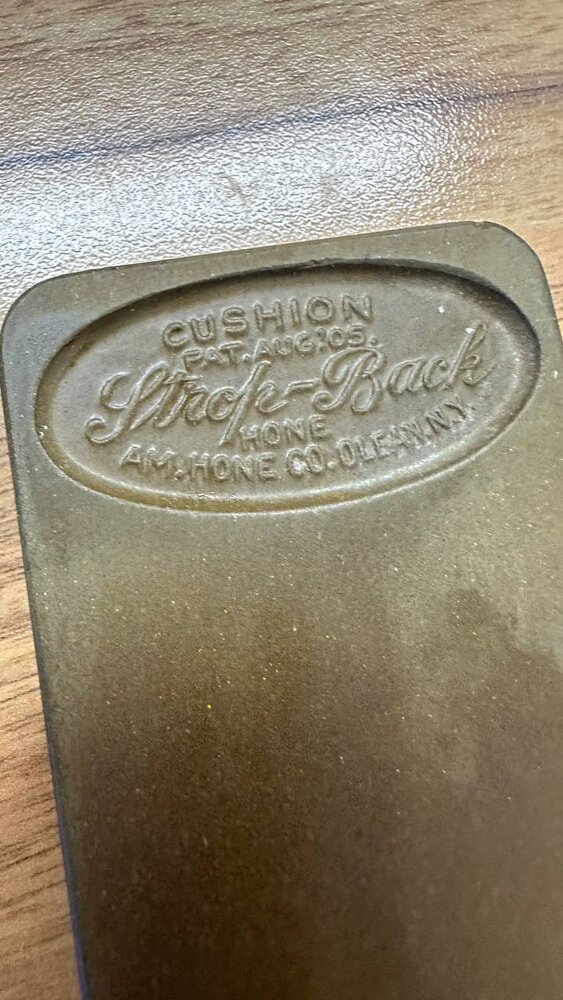 CUSHION
PAT. AUG: 05.
Strop-Back
HONE
AM. HONE CO. OLEAN. N.Y.